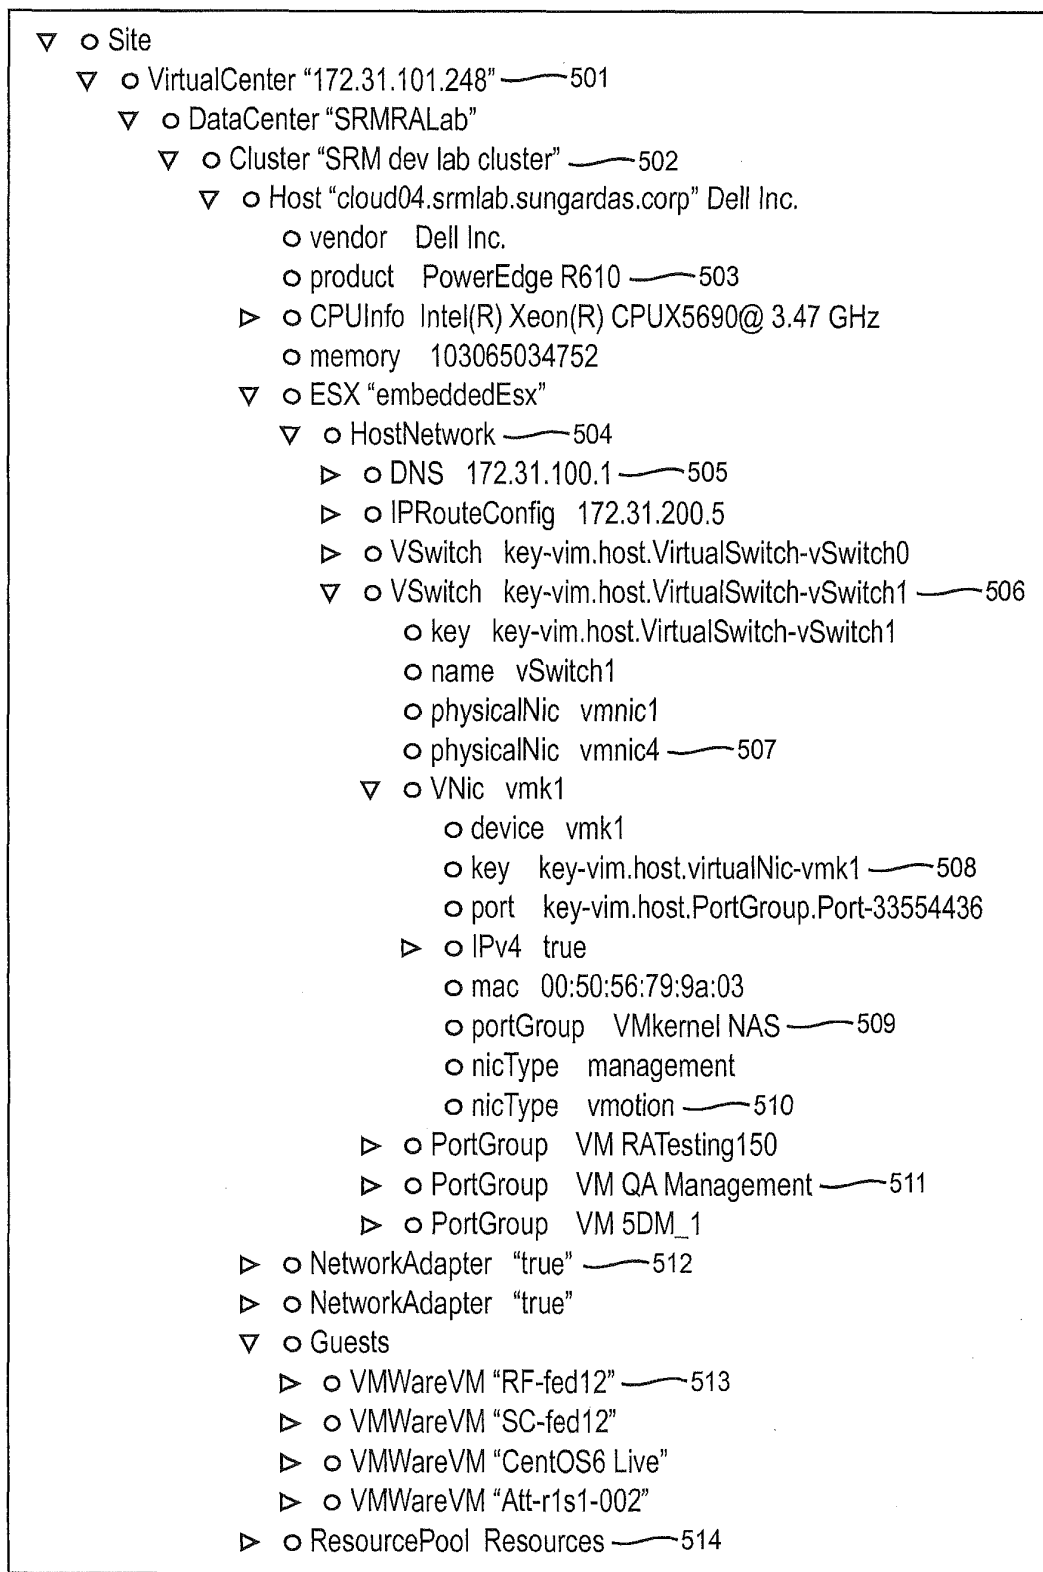 Site
VirtualCenter “172.31.101.248” 501
DataCenter “SRMRALab”
Cluster “SRM dev lab cluster” 502
Host “cloud04.srmlab.sungardas.corp” Dell Inc.
vendor Dell Inc.
product PowerEdge R610 503
CPUInfo Intel(R) Xeon(R) CPUX5690@ 3.47 GHz
memory 103065034752
ESX “embeddedEsx”
HostNetwork 504
DNS 172.31.100.1 505
IPRouteConfig 172.31.200.5
VSwitch key-vim.host.VirtualSwitch-vSwitch0
VSwitch key-vim.host.VirtualSwitch-vSwitch1 506
key key-vim.host.VirtualSwitch-vSwitch1
name vSwitch1
physicalNic vmnic1
physicalNic vmnic4 507
VNic vmk1
device vmk1
key key-vim.host.virtualNic-vmk1 508
port key-vim.host.PortGroup.Port-33554436
IPv4 true
mac 00:50:56:79:9a:03
portGroup VMkernel NAS 509
nicType management
nicType vmotion 510
PortGroup VM RATesting150
PortGroup VM QA Management 511
PortGroup VM 5DM_1
NetworkAdapter “true” 512
NetworkAdapter “true”
Guests
VMWareVM “RF-fed12” 513
VMWareVM “SC-fed12”
VMWareVM “CentOS6 Live”
VMWareVM “Att-r1s1-002”
ResourcePool Resources 514